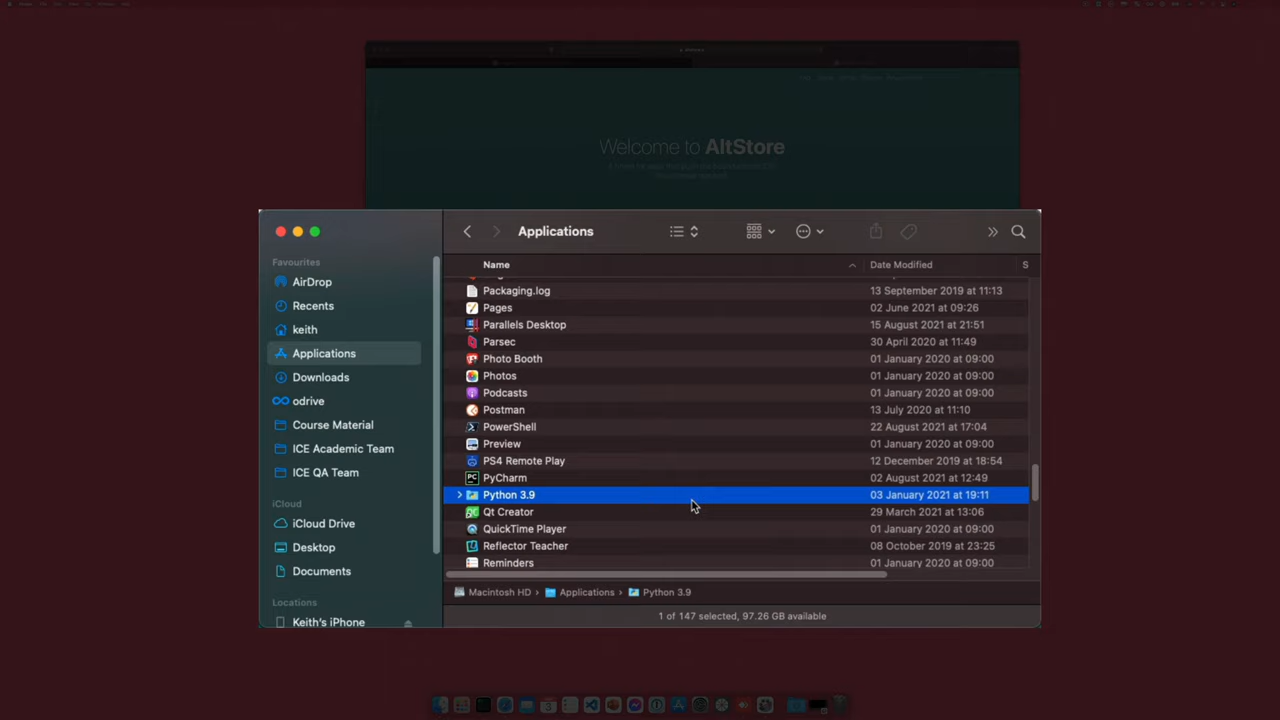 Welcome to AltStore
Applications
Favourites
AirDrop
Recents
keith
Applications
Downloads
odrive
Course Material
ICE Academic Team
ICE QA Team
iCloud
iCloud Drive
Desktop
Documents
Locations
Keith's iPhone
Name Date Modified S
Packaging.log 13 September 2019 at 11:13
Pages 02 June 2021 at 09:26
Parallels Desktop 15 August 2021 at 21:51
Parsec 30 April 2020 at 11:49
Photo Booth 01 January 2020 at 09:00
Photos 01 January 2020 at 09:00
Podcasts 01 January 2020 at 09:00
Postman 13 July 2020 at 11:10
PowerShell 22 August 2021 at 17:04
Preview 01 January 2020 at 09:00
PS4 Remote Play 12 December 2019 at 18:54
PyCharm 02 August 2021 at 12:49
Python 3.9 03 January 2021 at 19:11
Qt Creator 29 March 2021 at 13:06
QuickTime Player 01 January 2020 at 09:00
Reflector Teacher 08 October 2019 at 23:25
Reminders 01 January 2020 at 09:00
Macintosh HD › Applications › Python 3.9
1 of 147 selected, 97.26 GB available